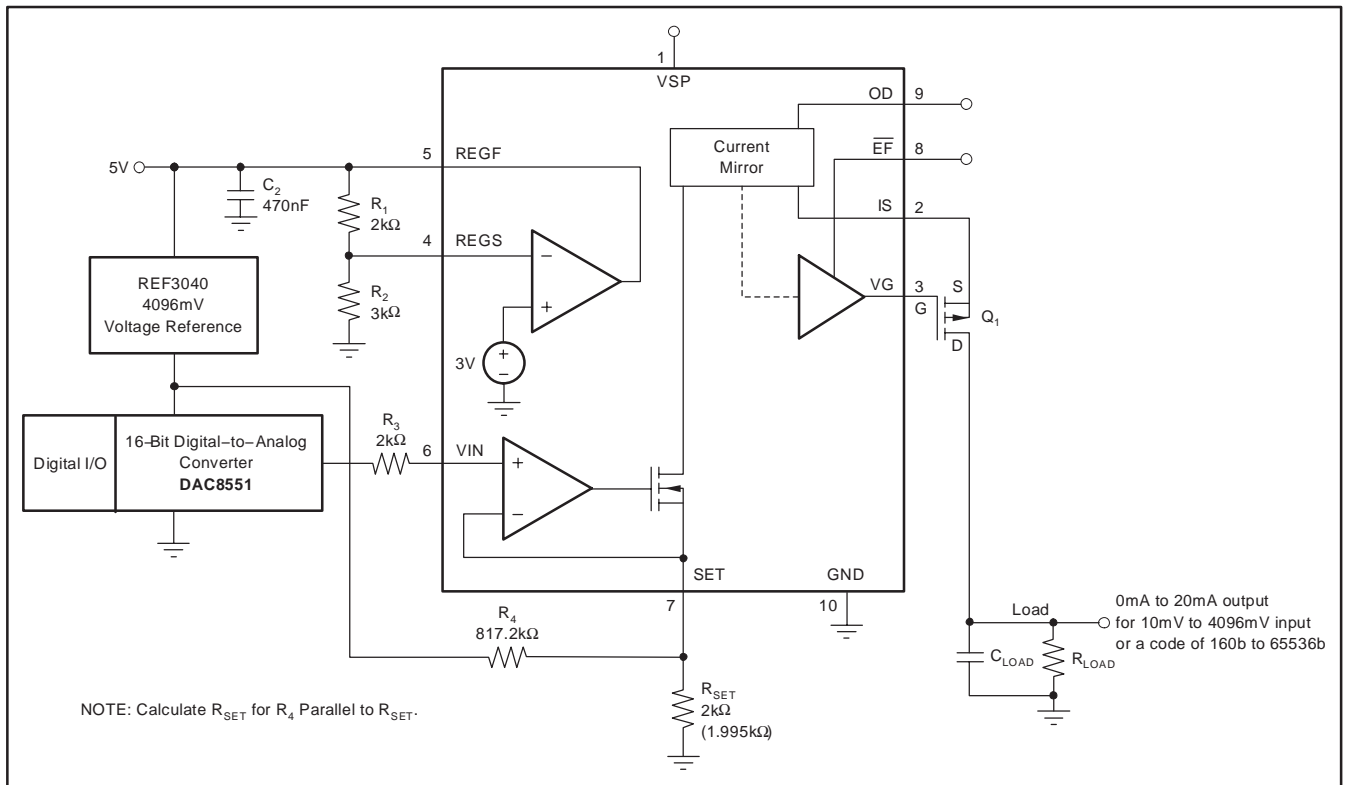 1
VSP
OD 9
EF 8
Current
Mirror
IS 2
5V
5 REGF
C2
470nF
R1
2kΩ
4 REGS
R2
3kΩ
REF3040
4096mV
Voltage Reference
−
+
3V
+
−
VG 3
G
S
Q1
D
R3
2kΩ
6 VIN
Digital I/O
16−Bit Digital−to−Analog
Converter
DAC8551
+
−
SET
7
GND
10
R4
817.2kΩ
Load
0mA to 20mA output
for 10mV to 4096mV input
or a code of 160b to 65536b
CLOAD
RLOAD
RSET
2kΩ
(1.995kΩ)
NOTE: Calculate RSET for R4 Parallel to RSET.